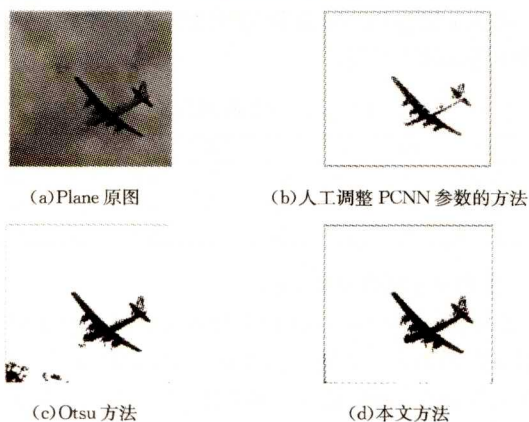 (a)Plane 原图
(b)人工调整 PCNN 参数的方法
(c)Otsu 方法
(d)本文方法